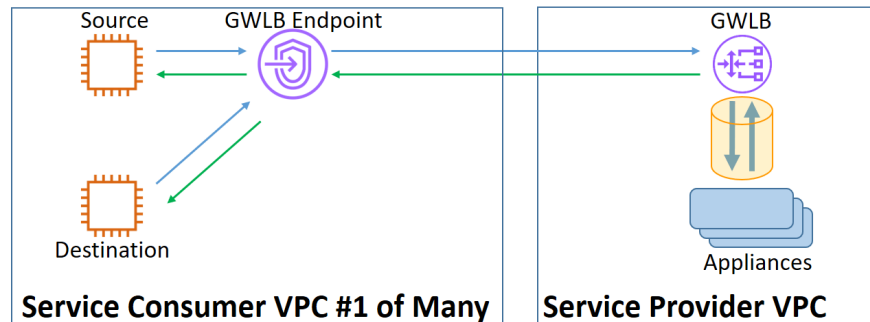 Source
GWLB Endpoint
GWLB
Destination
Appliances
Service Consumer VPC #1 of Many
Service Provider VPC